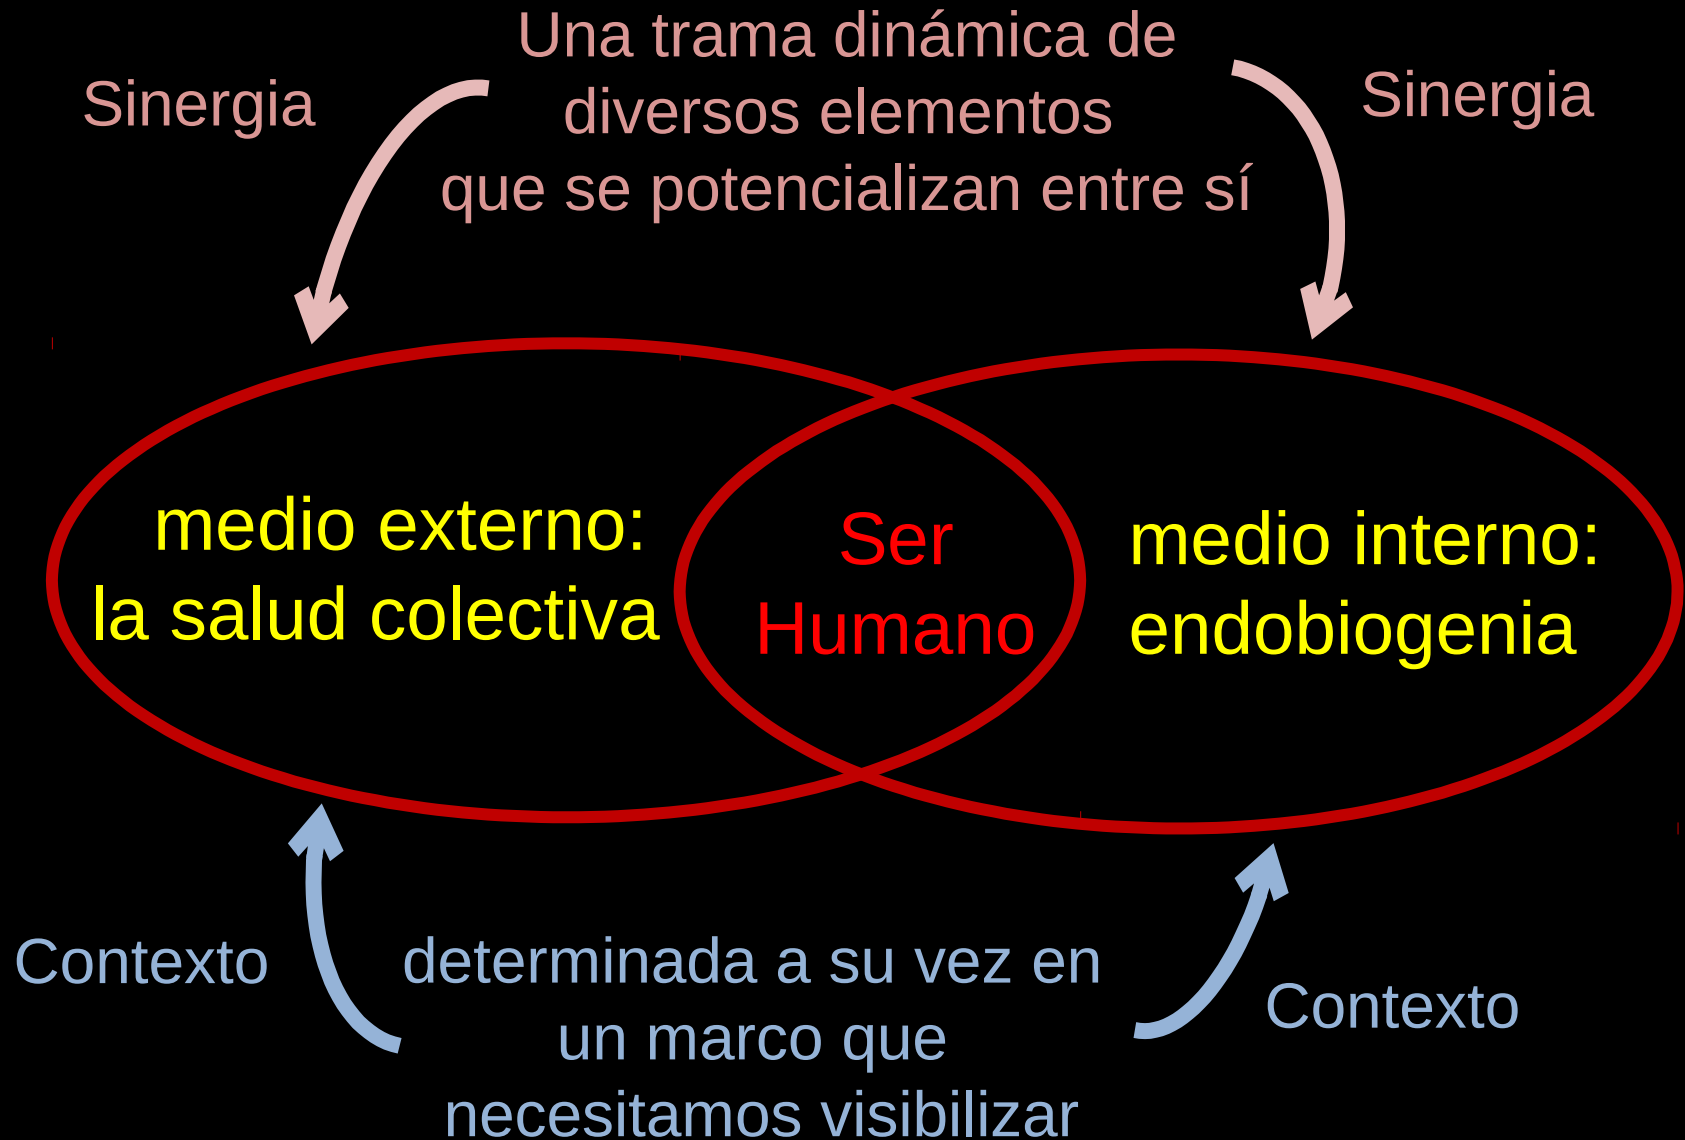 Una trama dinámica de
diversos elementos
que se potencializan entre sí
Sinergia
Sinergia
medio externo:
la salud colectiva
Ser
Humano
medio interno:
endobiogenia
Contexto
determinada a su vez en
un marco que
necesitamos visibilizar
Contexto